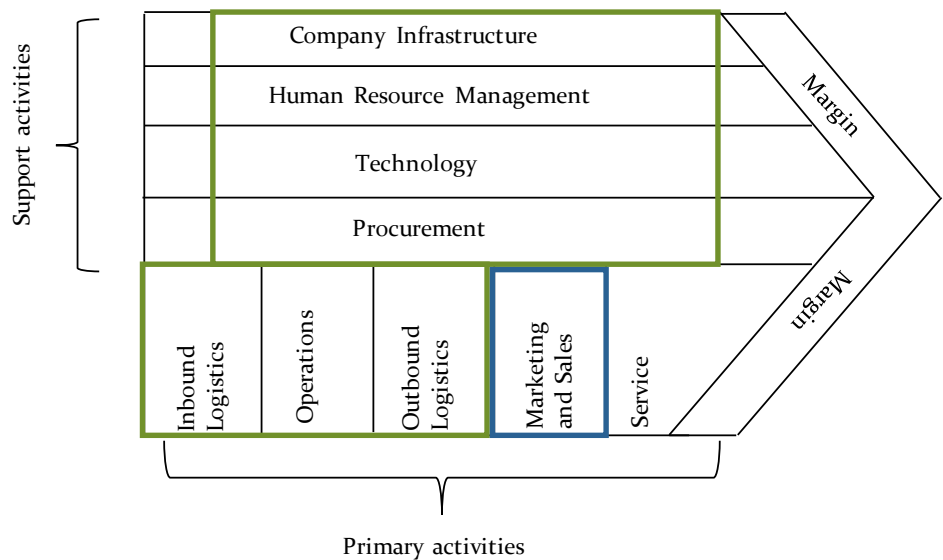 Support activities
Company Infrastructure
Human Resource Management
Technology
Procurement
Margin
Margin
Inbound
Logistics
Operations
Outbound
Logistics
Marketing
and Sales
Service
Primary activities